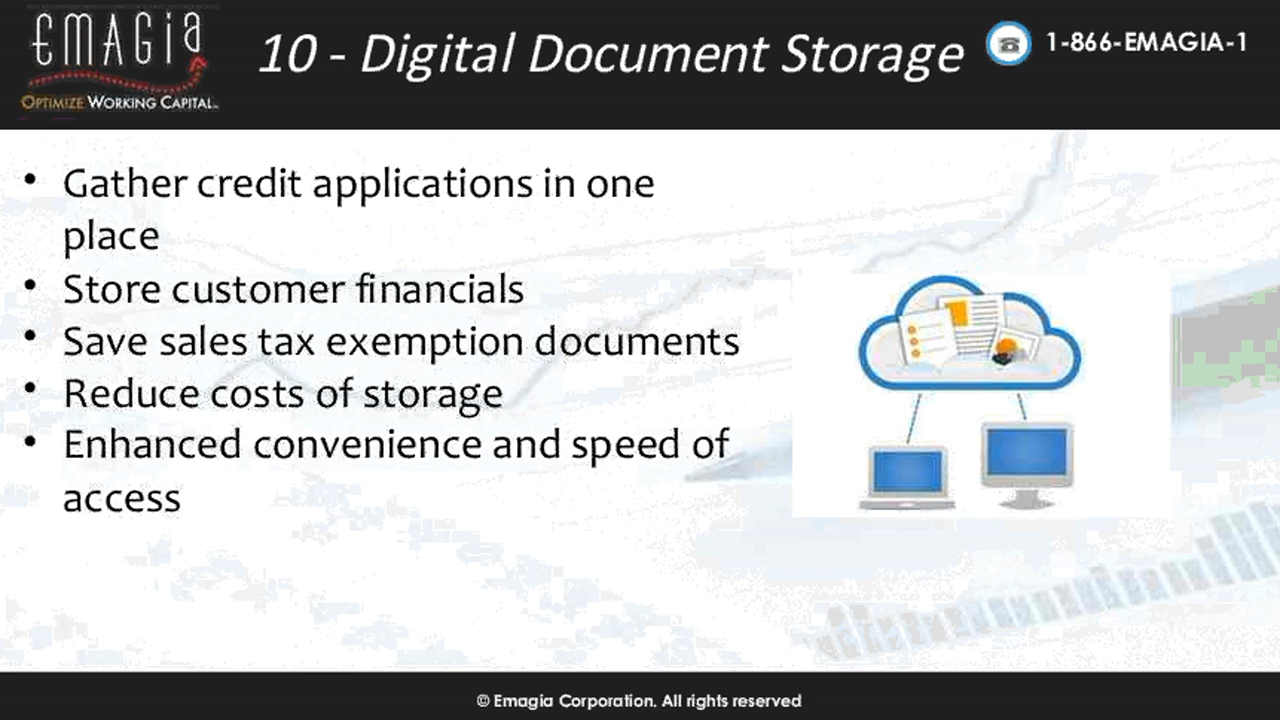 EMAGIA
OPTIMIZE WORKING CAPITAL
10 - Digital Document Storage
1-866-EMAGIA-1
• Gather credit applications in one
place
• Store customer financials
• Save sales tax exemption documents
• Reduce costs of storage
• Enhanced convenience and speed of
access
© Emagia Corporation. All rights reserved